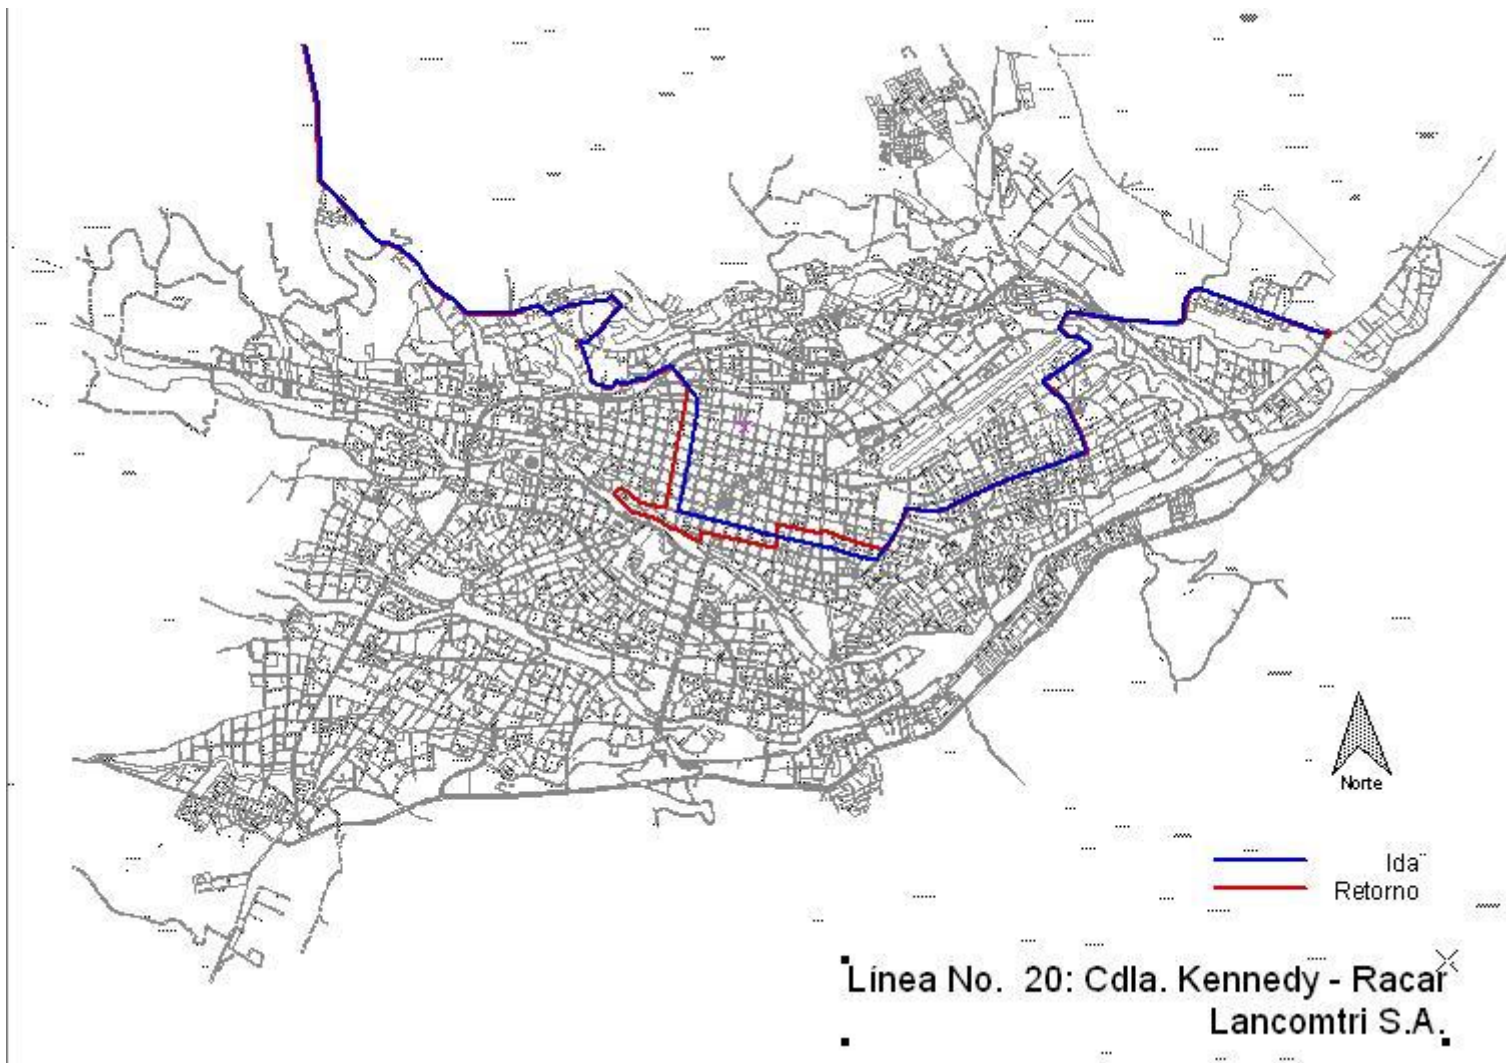 Norte
Ida
Retorno
Línea No. 20: Cdla. Kennedy - Racar
Lancomtri S.A.